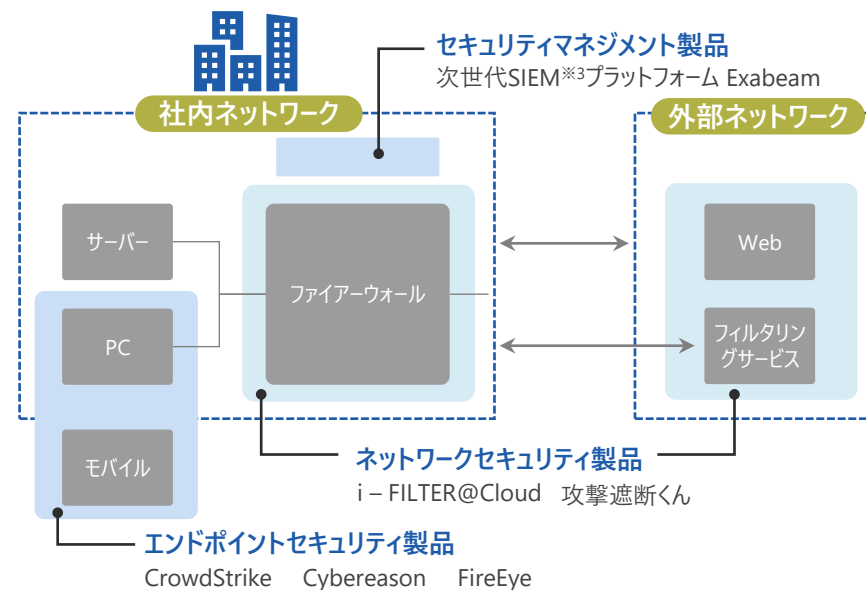 セキュリティマネジメント製品
次世代SIEM※3プラットフォーム Exabeam
社内ネットワーク
外部ネットワーク
サーバー
ファイアーウォール
Web
PC
フィルタリン
グサービス
モバイル
ネットワークセキュリティ製品
i – FILTER@Cloud 攻撃遮断くん
エンドポイントセキュリティ製品
CrowdStrike Cybereason FireEye